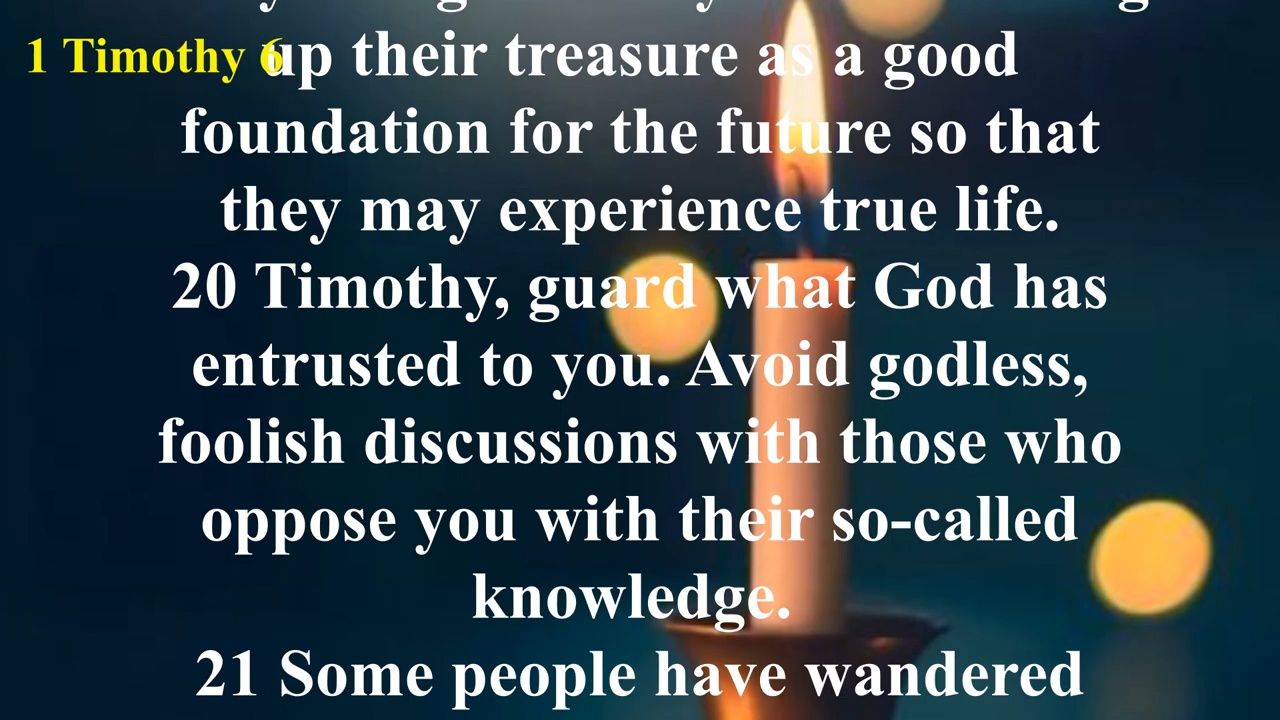 1 Timothy 6
up their treasure as a good
foundation for the future so that
they may experience true life.
20 Timothy, guard what God has
entrusted to you. Avoid godless,
foolish discussions with those who
oppose you with their so-called
knowledge.
21 Some people have wandered